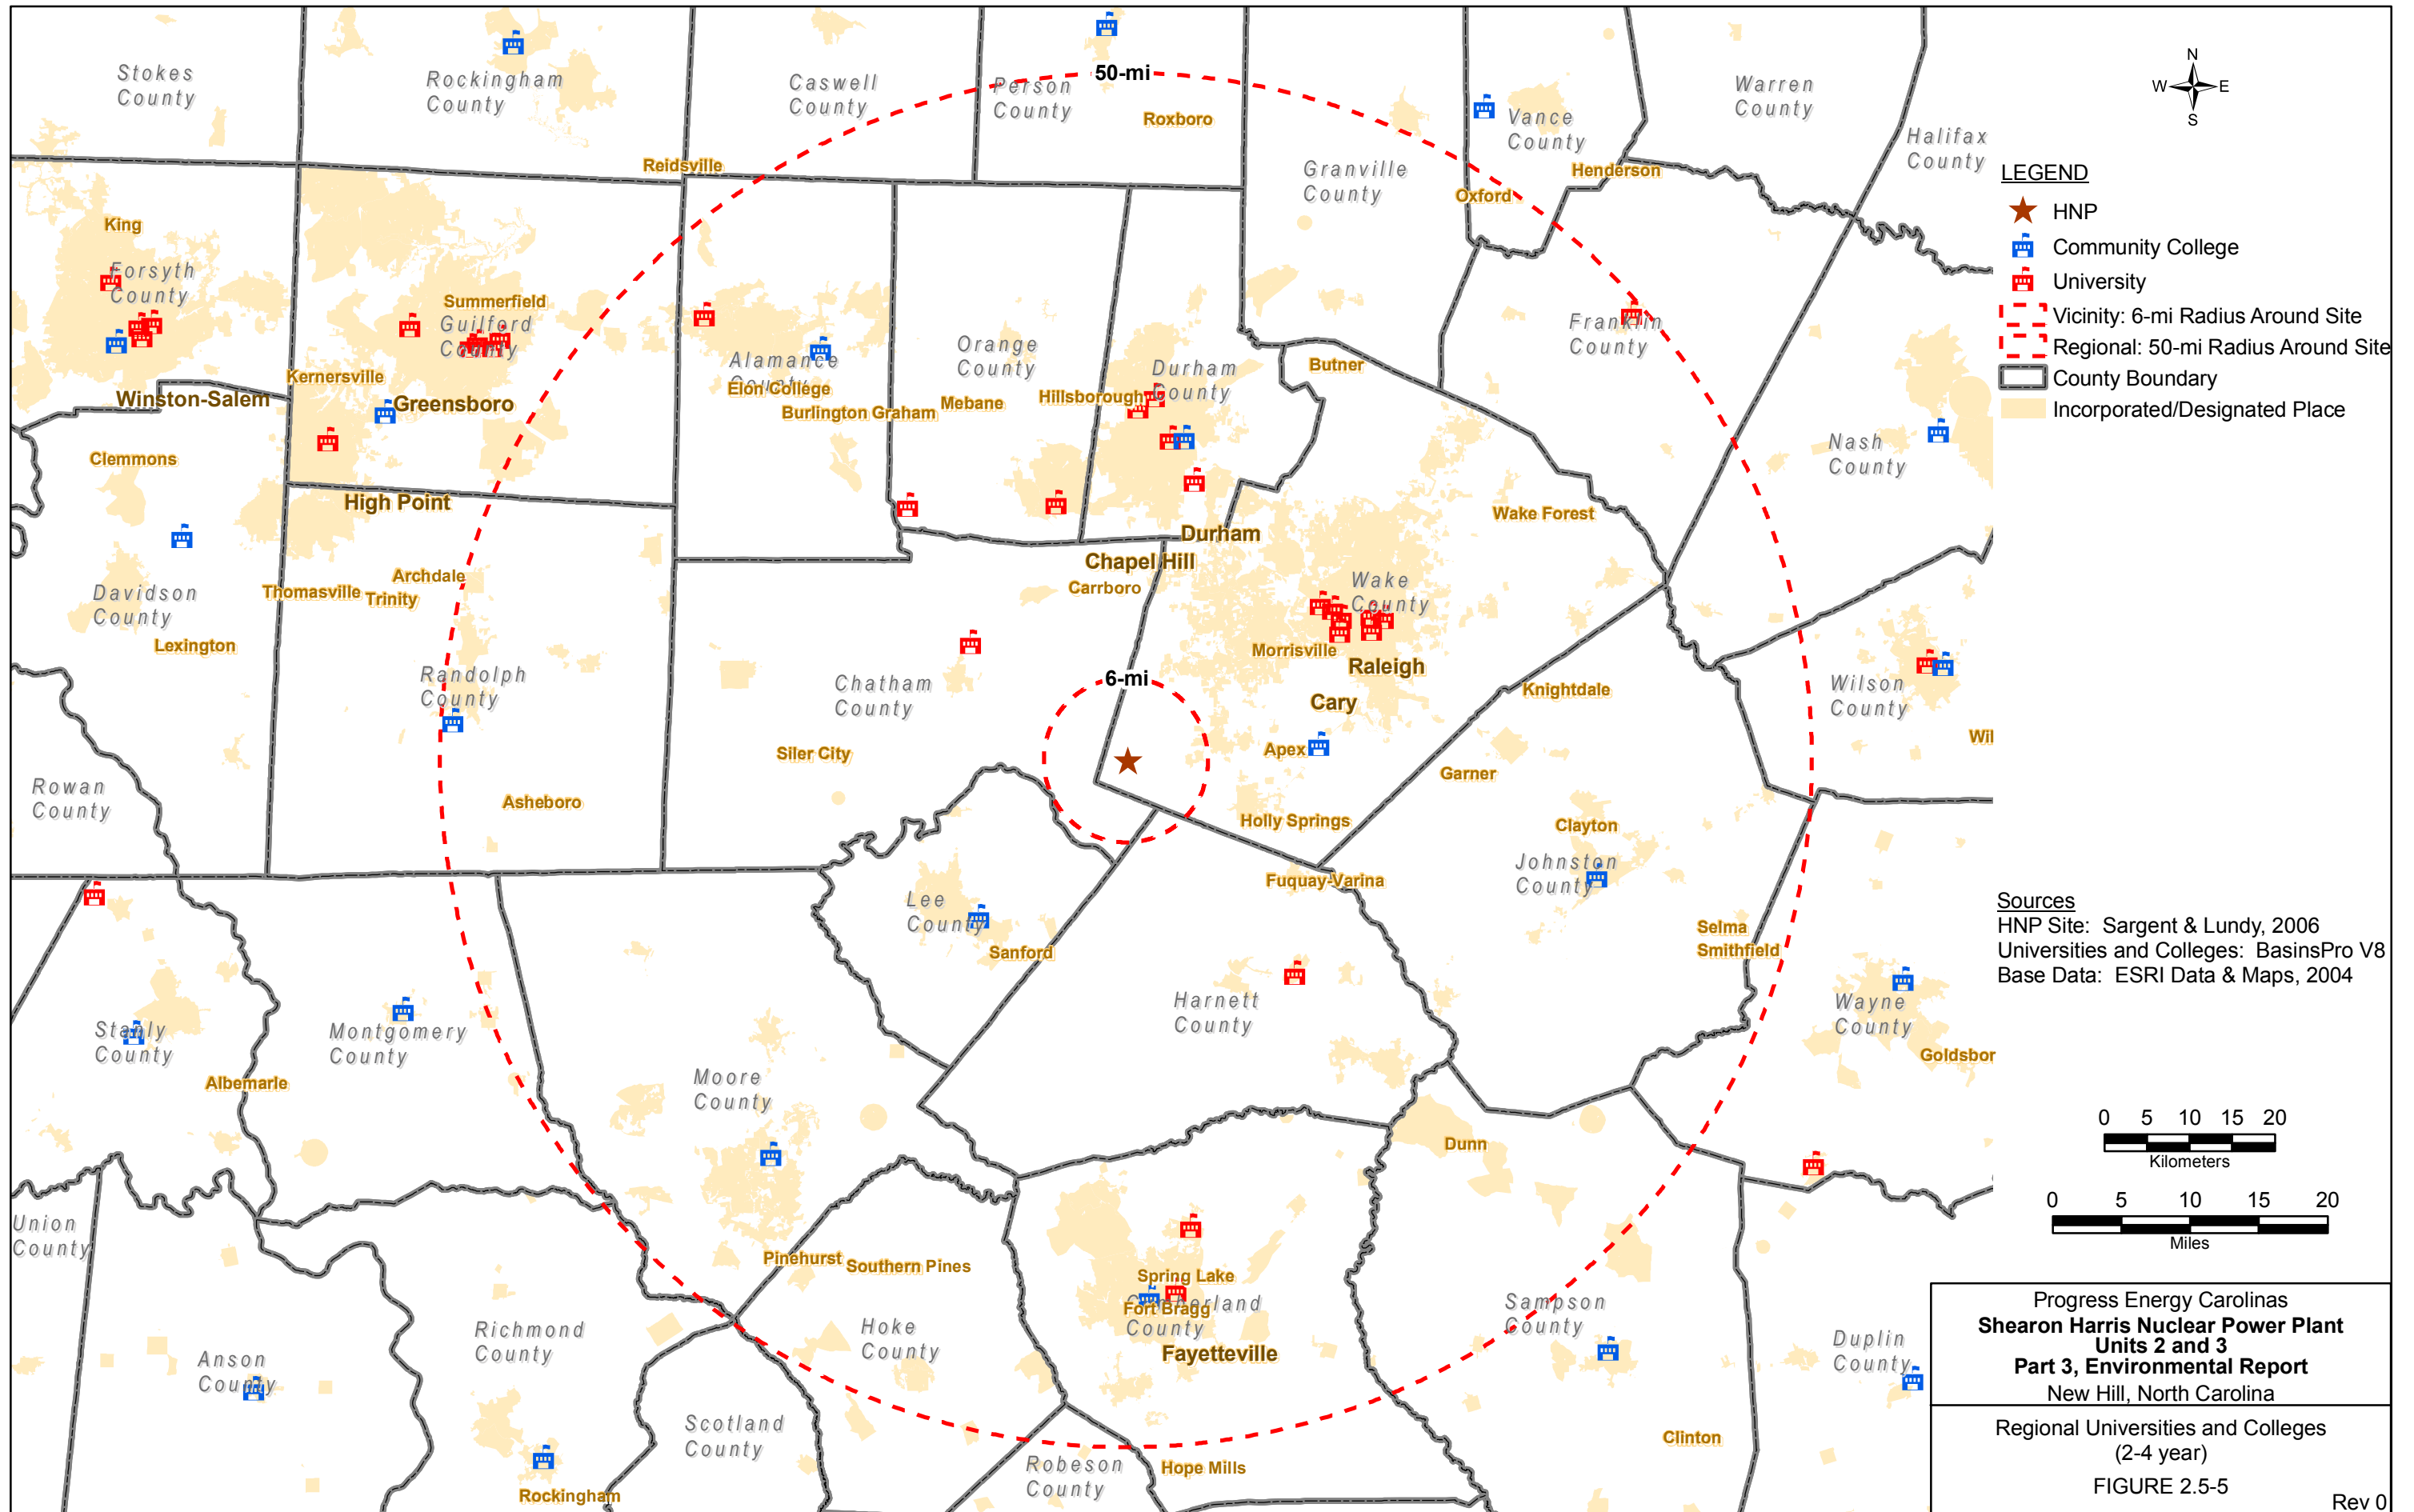 50-mi
Stokes
County
Rockingham
County
Caswell
County
Person
County
Roxboro
Vance
County
Warren
County
Halifax
County
Granville
County
Reidsville
Henderson
Oxford
King
Forsyth
County
Summerfield
Guilford
County
Franklin
County
Alamance
County
Orange
County
Durham
County
Butner
Kernersville
Elon College
Winston-Salem
Greensboro
Burlington
Graham
Mebane
Hillsborough
Nash
County
Clemmons
High Point
Wake Forest
Durham
Chapel Hill
Carrboro
Archdale
Thomasville
Trinity
Davidson
County
Wake
County
Lexington
Morrisville
Raleigh
Randolph
County
6-mi
Chatham
County
Cary
Knightdale
Wilson
County
Wil
Siler City
Apex
Garner
Rowan
County
Asheboro
Holly Springs
Clayton
Johnston
County
Fuquay-Varina
Lee
County
Sanford
Selma
Smithfield
Harnett
County
Wayne
County
Goldsbor
Stanly
County
Montgomery
County
Albemarle
Moore
County
Dunn
Union
County
Pinehurst
Southern Pines
Spring Lake
Cumberland
County
Fort Bragg
Sampson
County
Richmond
County
Hoke
County
Fayetteville
Duplin
County
Anson
County
Scotland
County
Clinton
Robeson
County
Hope Mills
Rockingham
N
W E
S
LEGEND
HNP
Community College
University
Vicinity: 6-mi Radius Around Site
Regional: 50-mi Radius Around Site
County Boundary
Incorporated/Designated Place
Sources
HNP Site: Sargent & Lundy, 2006
Universities and Colleges: BasinsPro V8
Base Data: ESRI Data & Maps, 2004
0 5 10 15 20
Kilometers
0 5 10 15 20
Miles
Progress Energy Carolinas
Shearon Harris Nuclear Power Plant
Units 2 and 3
Part 3, Environmental Report
New Hill, North Carolina
Regional Universities and Colleges
(2-4 year)
FIGURE 2.5-5
Rev 0